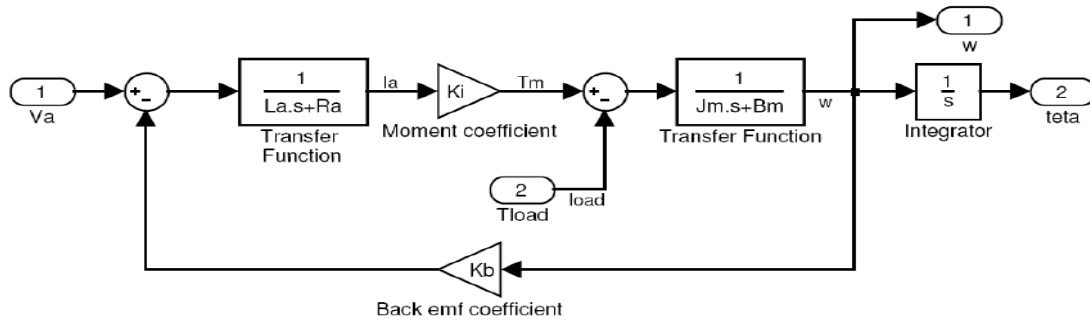 1
Va
+
-
1
La.s+Ra
Transfer
Function
Ia
Ki
Moment coefficient
Tm
+
-
2
Tload
load
1
Jm.s+Bm
Transfer Function
w
1
w
1
s
Integrator
2
teta
Kb
Back emf coefficient